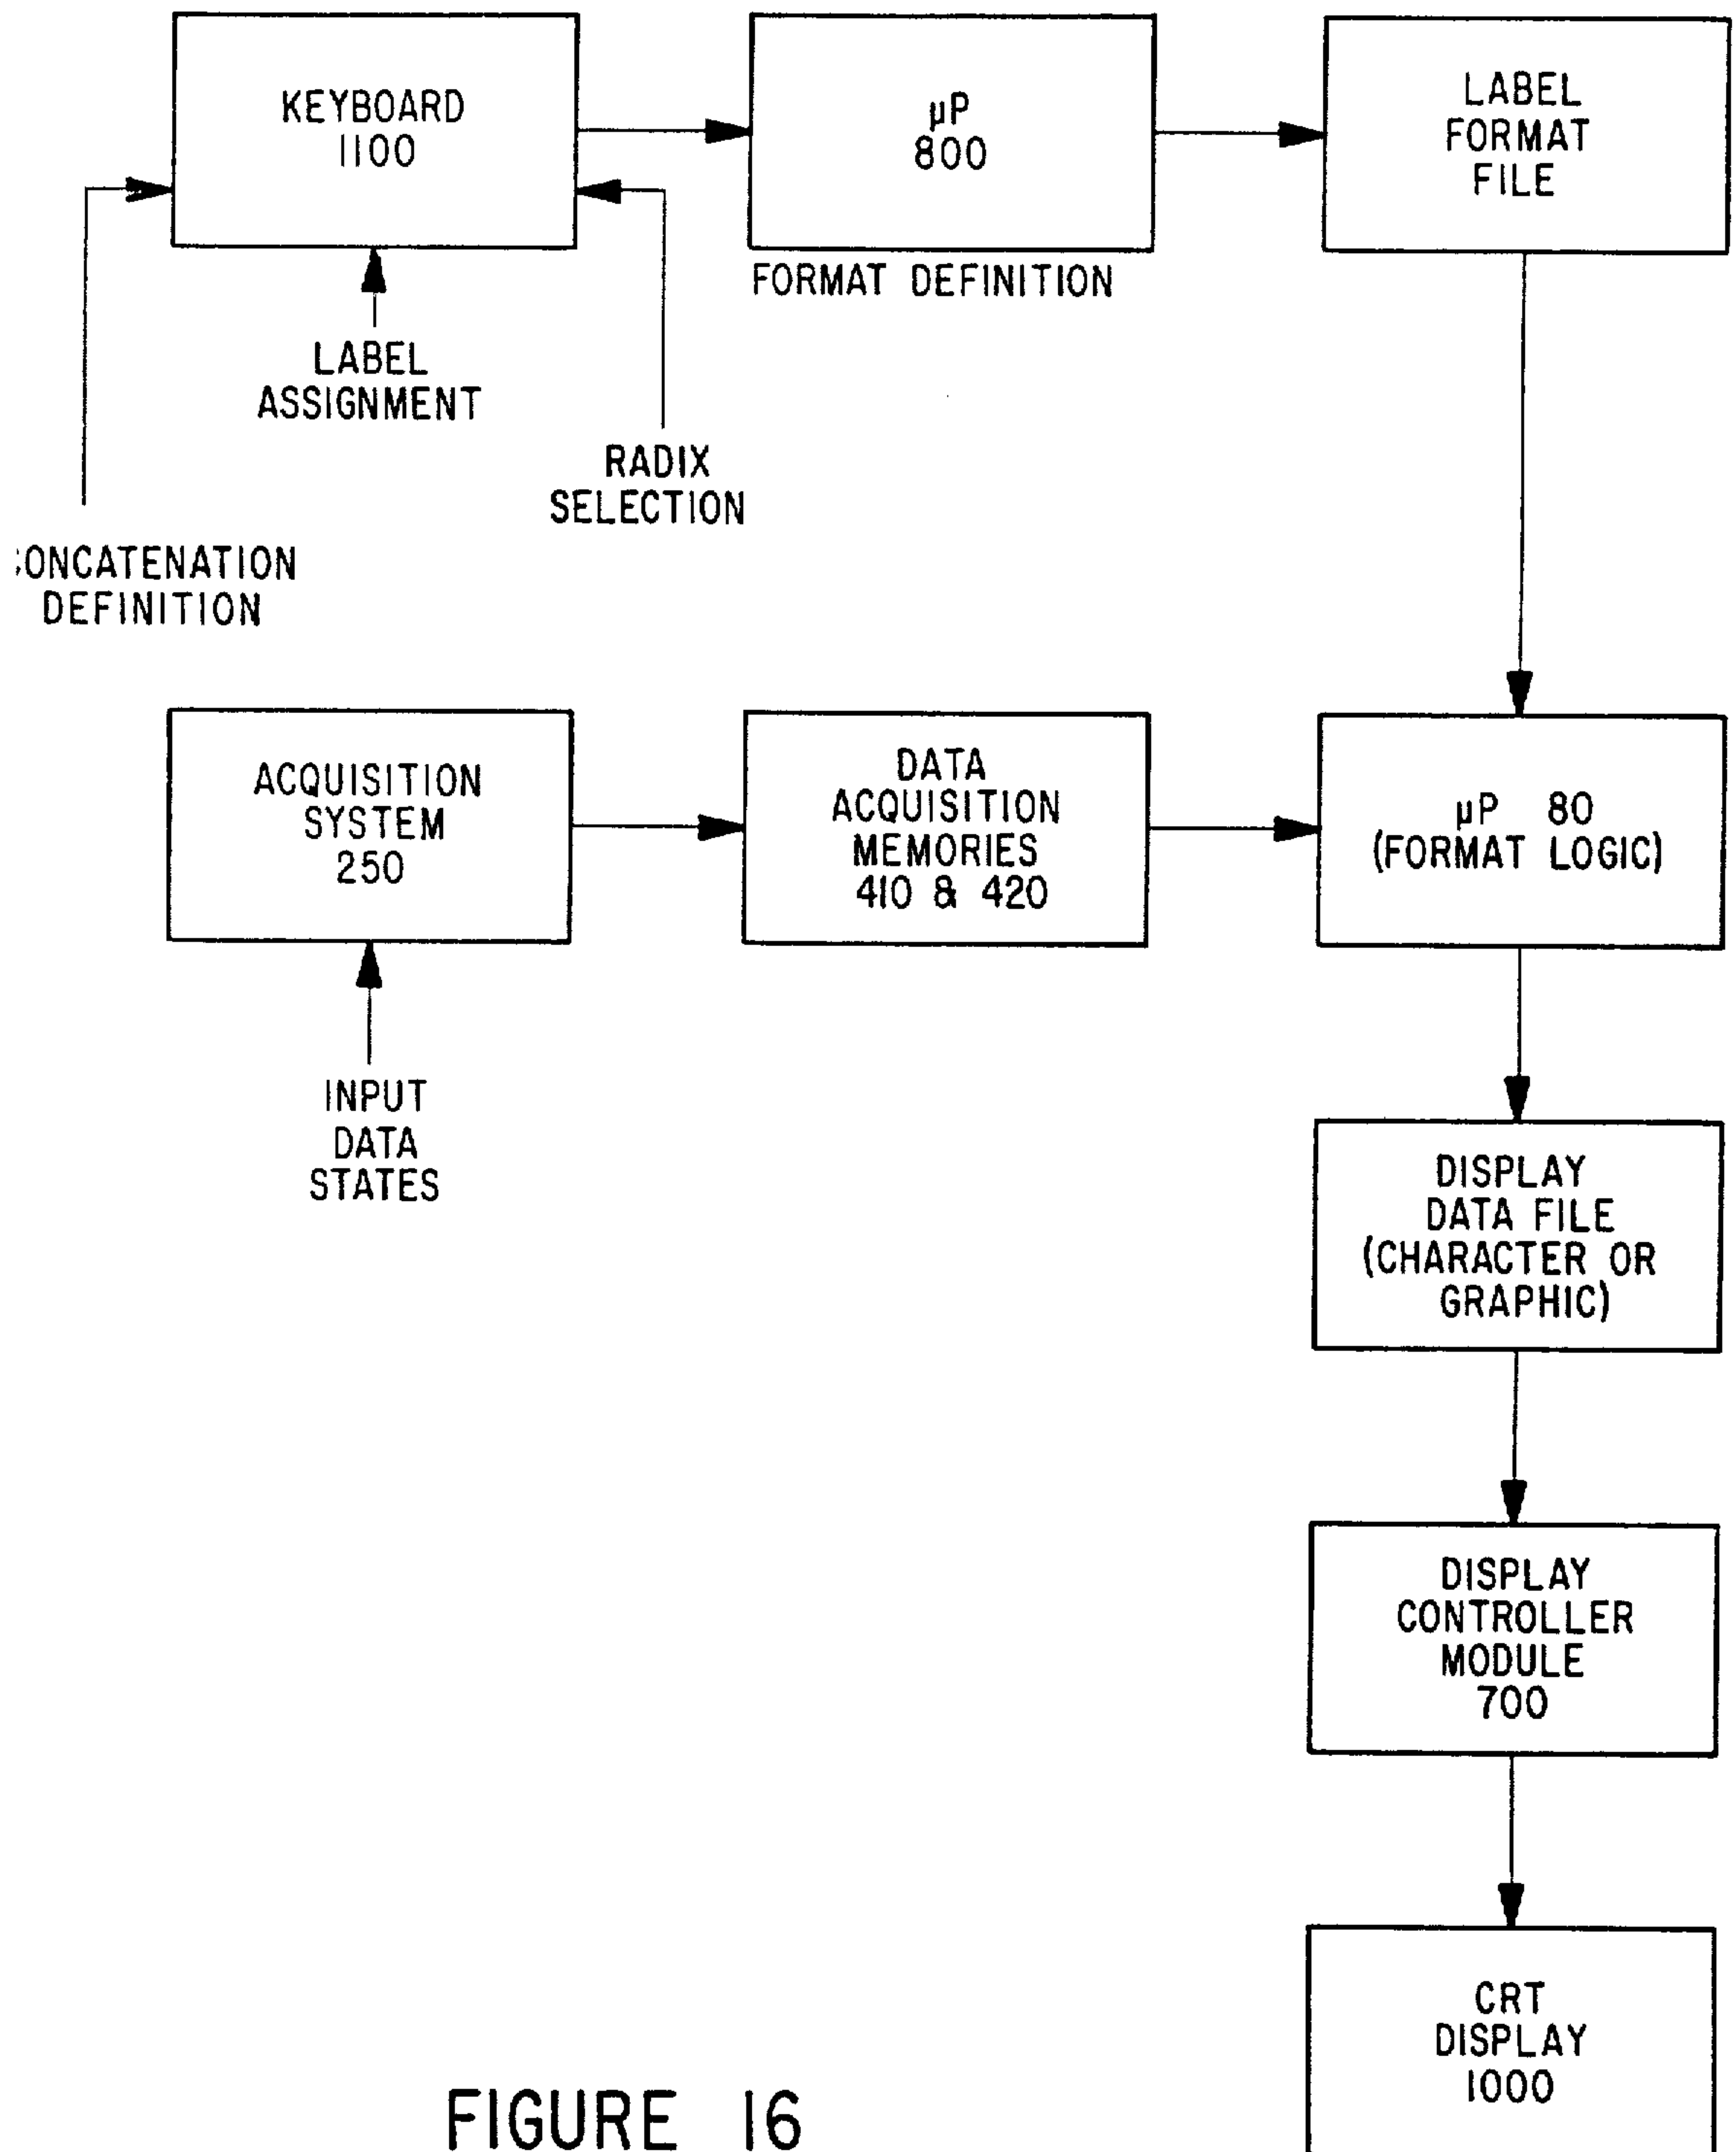 KEYBOARD
1100
µP
800
LABEL
FORMAT
FILE
FORMAT DEFINITION
LABEL
ASSIGNMENT
RADIX
SELECTION
ONCATENATION
DEFINITION
ACQUISITION
SYSTEM
250
DATA
ACQUISITION
MEMORIES
410 & 420
µP 80
(FORMAT LOGIC)
INPUT
DATA
STATES
DISPLAY
DATA FILE
(CHARACTER OR
GRAPHIC)
DISPLAY
CONTROLLER
MODULE
700
CRT
DISPLAY
1000
FIGURE 16